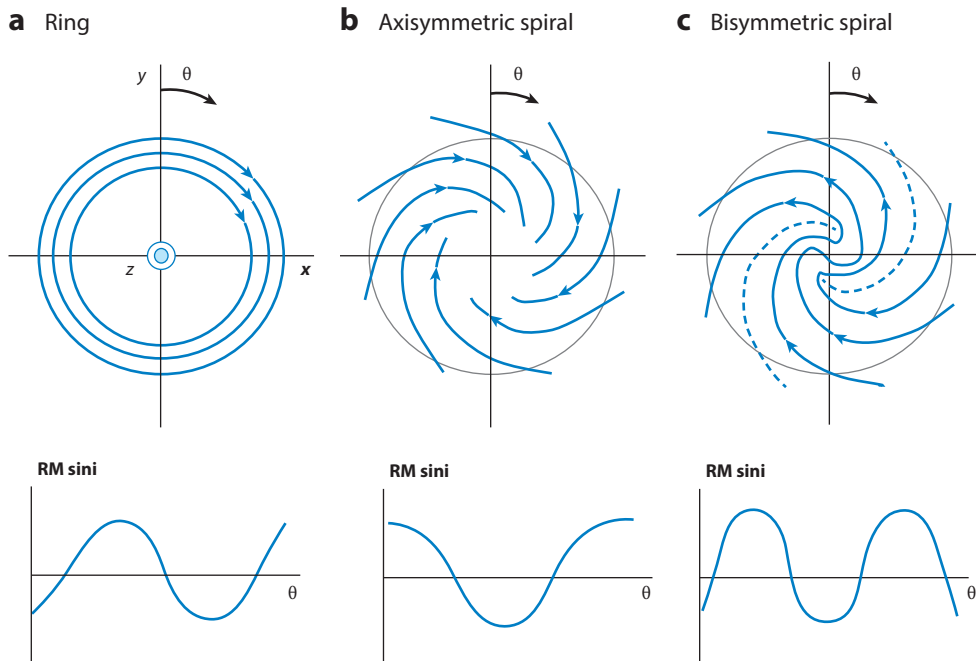 a Ring
b Axisymmetric spiral
c Bisymmetric spiral
y
θ
θ
θ
z
x
RM sini
RM sini
RM sini
θ
θ
θ